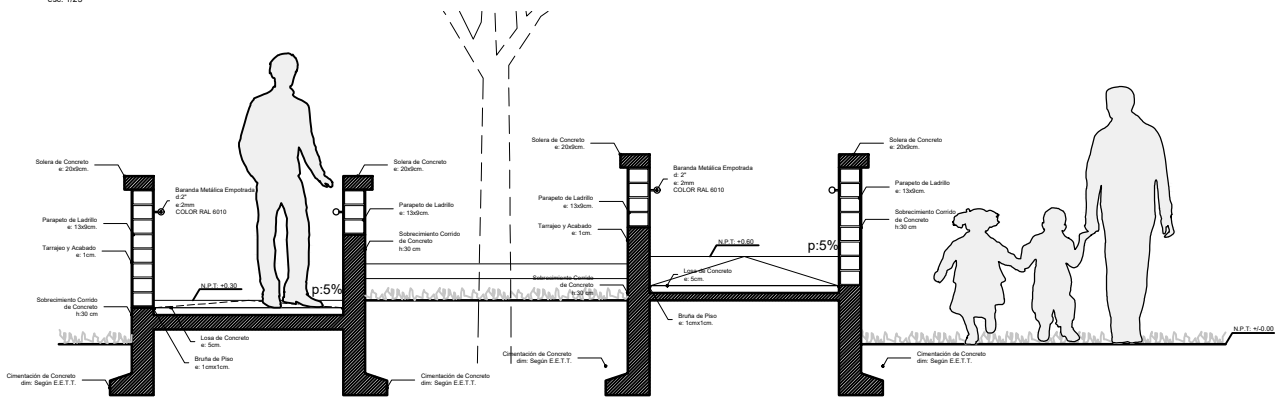 esc: 1/25
Solera de Concreto
e: 20x9cm.
Baranda Metálica Empotrada
d:2"
e:2mm
COLOR RAL 6010
Parapeto de Ladrillo
e: 13x9cm.
Tarrajeo y Acabado
e: 1cm.
Sobrecimiento Corrido
de Concreto
h:30 cm
N.P.T: +0.30
p:5%
Losa de Concreto
e: 5cm.
Bruña de Piso
e: 1cmx1cm.
Cimentación de Concreto
dim: Según E.E.T.T.
Solera de Concreto
e: 20x9cm.
Parapeto de Ladrillo
e: 13x9cm.
Sobrecimiento Corrido
de Concreto
h:30 cm
Cimentación de Concreto
dim: Según E.E.T.T.
Solera de Concreto
e: 20x9cm.
Baranda Metálica Empotrada
d: 2"
e: 2mm
COLOR RAL 6010
Parapeto de Ladrillo
e: 13x9cm.
Tarrajeo y Acabado
e: 1cm.
Sobrecimiento Corrido
de Concreto
h:30 cm
N.P.T: +0.60
p:5%
Losa de Concreto
e: 5cm.
Bruña de Piso
e: 1cmx1cm.
Cimentación de Concreto
dim: Según E.E.T.T.
Solera de Concreto
e: 20x9cm.
Parapeto de Ladrillo
e: 13x9cm.
Sobrecimiento Corrido
de Concreto
h:30 cm
Cimentación de Concreto
dim: Según E.E.T.T.
N.P.T: +/-0.00